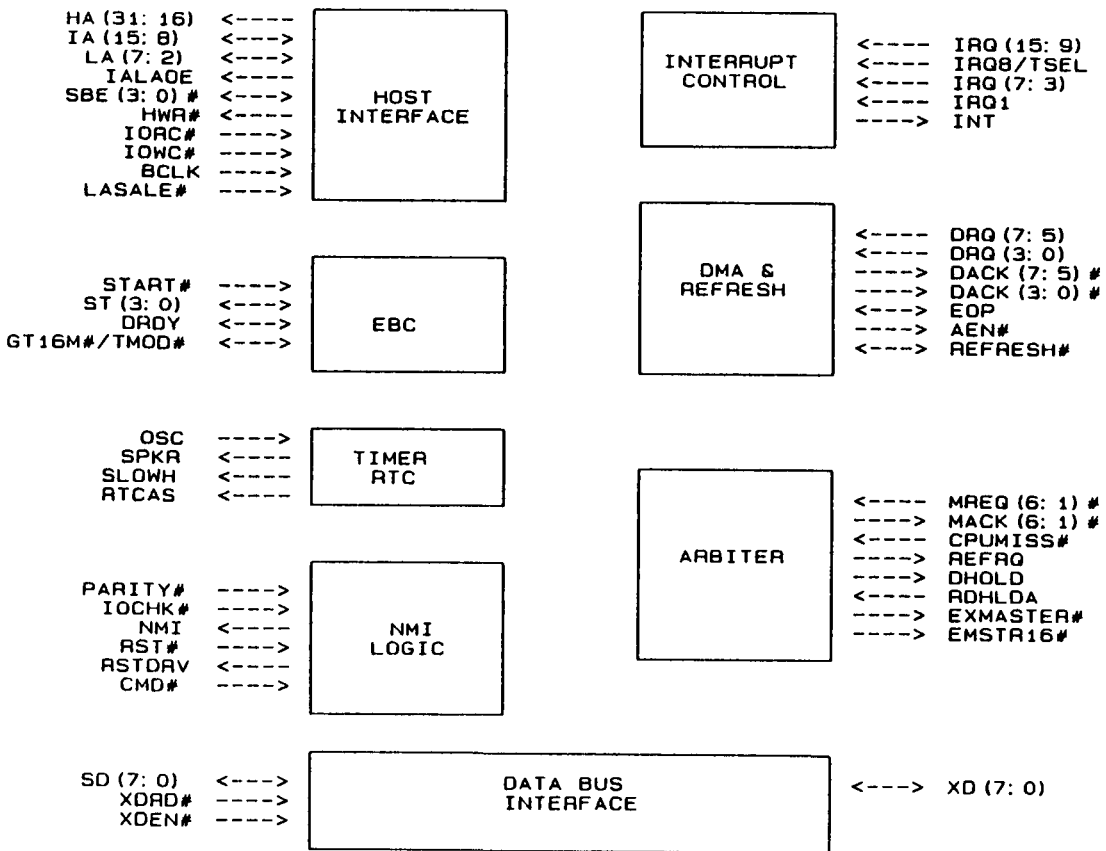 HA (31: 16) <----
IA (15: 8) <--->
LA (7: 2) <--->
IALAOE <----
SBE (3: 0) # <--->
HWR# <----
IORC# ---->
IOWC# ---->
BCLK ---->
LASALE# ---->
HOST
INTERFACE
START# ---->
ST (3: 0) <--->
DRDY <--->
GT16M#/TMOD# <--->
EBC
OSC ---->
SPKR <----
SLOWH <----
RTCAS <----
TIMER
RTC
PARITY# ---->
IOCHK# ---->
NMI <----
RST# ---->
RSTDRV <----
CMD# ---->
NMI
LOGIC
SD (7: 0) <--->
XDRD# ---->
XDEN# ---->
DATA BUS
INTERFACE
<---> XD (7: 0)
INTERRUPT
CONTROL
<---- IRQ (15: 9)
<---- IRQ8/TSEL
<---- IRQ (7: 3)
<---- IRQ1
----> INT
DMA &
REFRESH
<---- DRQ (7: 5)
<---- DRQ (3: 0)
----> DACK (7: 5) #
----> DACK (3: 0) #
<---> EOP
----> AEN#
<---> REFRESH#
ARBITER
<---- MREQ (6: 1) #
----> MACK (6: 1) #
<---- CPUMISS#
----> REFRQ
----> DHOLD
<---- RDHLDA
----> EXMASTER#
----> EMSTR16#